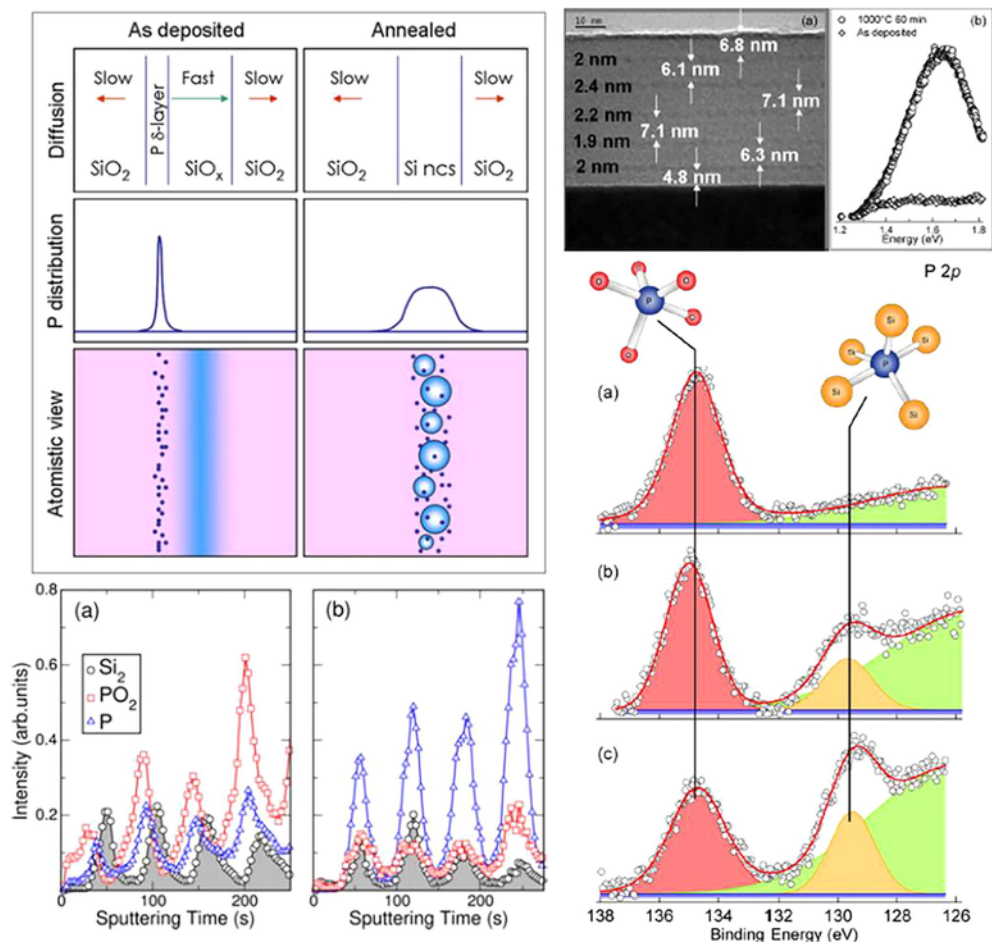 As deposited
Annealed
Diffusion
Slow
P δ-layer
Fast
Slow
SiO2
SiOx
SiO2
Slow
Slow
SiO2
Si ncs
SiO2
P distribution
Atomistic view
10 nm
(a)
6.8 nm
2 nm
6.1 nm
2.4 nm
7.1 nm
2.2 nm
7.1 nm
1.9 nm
6.3 nm
2 nm
4.8 nm
1000°C 60 min
(b)
As deposited
1.2
1.4
1.6
1.8
Energy (eV)
P 2p
O
O
P
O
O
O
Si
Si
Si
P
Si
Si
(a)
(b)
(c)
138
136
134
132
130
128
126
Binding Energy (eV)
Intensity (arb.units)
0.8
0.6
0.4
0.2
(a)
Si2
PO2
P
0
100
200
Sputtering Time (s)
(b)
0
100
200
Sputtering Time (s)